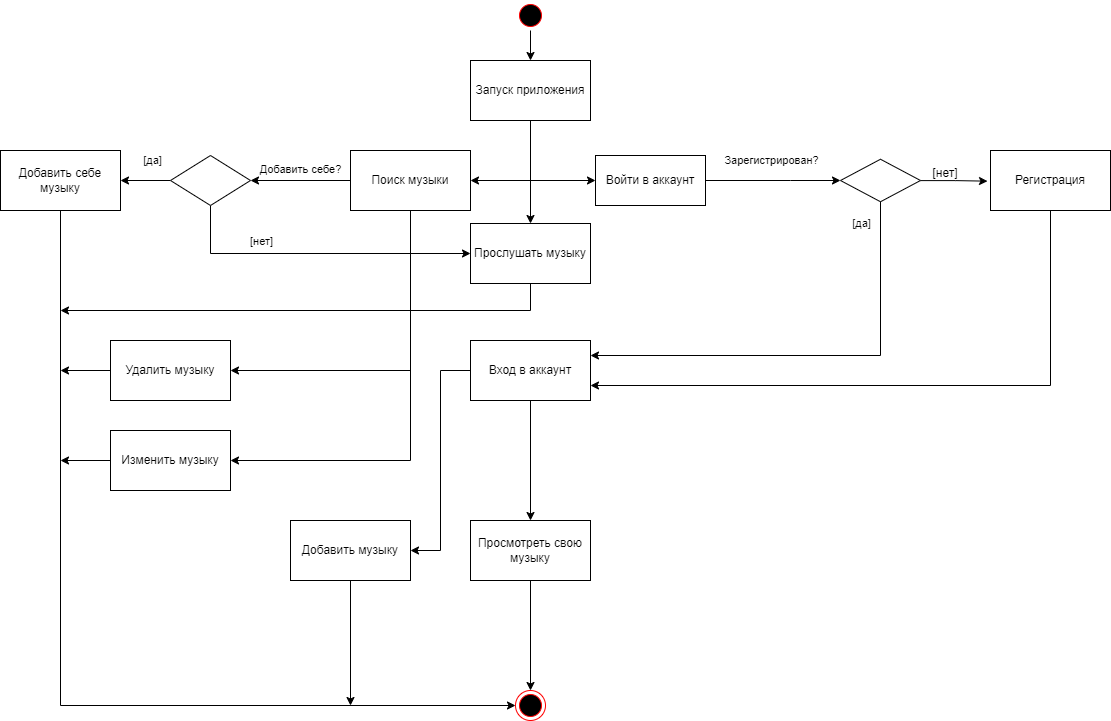 Запуск приложения
[да]
Добавить себе?
Зарегистрирован?
Добавить себе
музыку
Поиск музыки
Войти в аккаунт
[нет]
Регистрация
[да]
[нет]
Прослушать музыку
Удалить музыку
Вход в аккаунт
Изменить музыку
Добавить музыку
Просмотреть свою
музыку